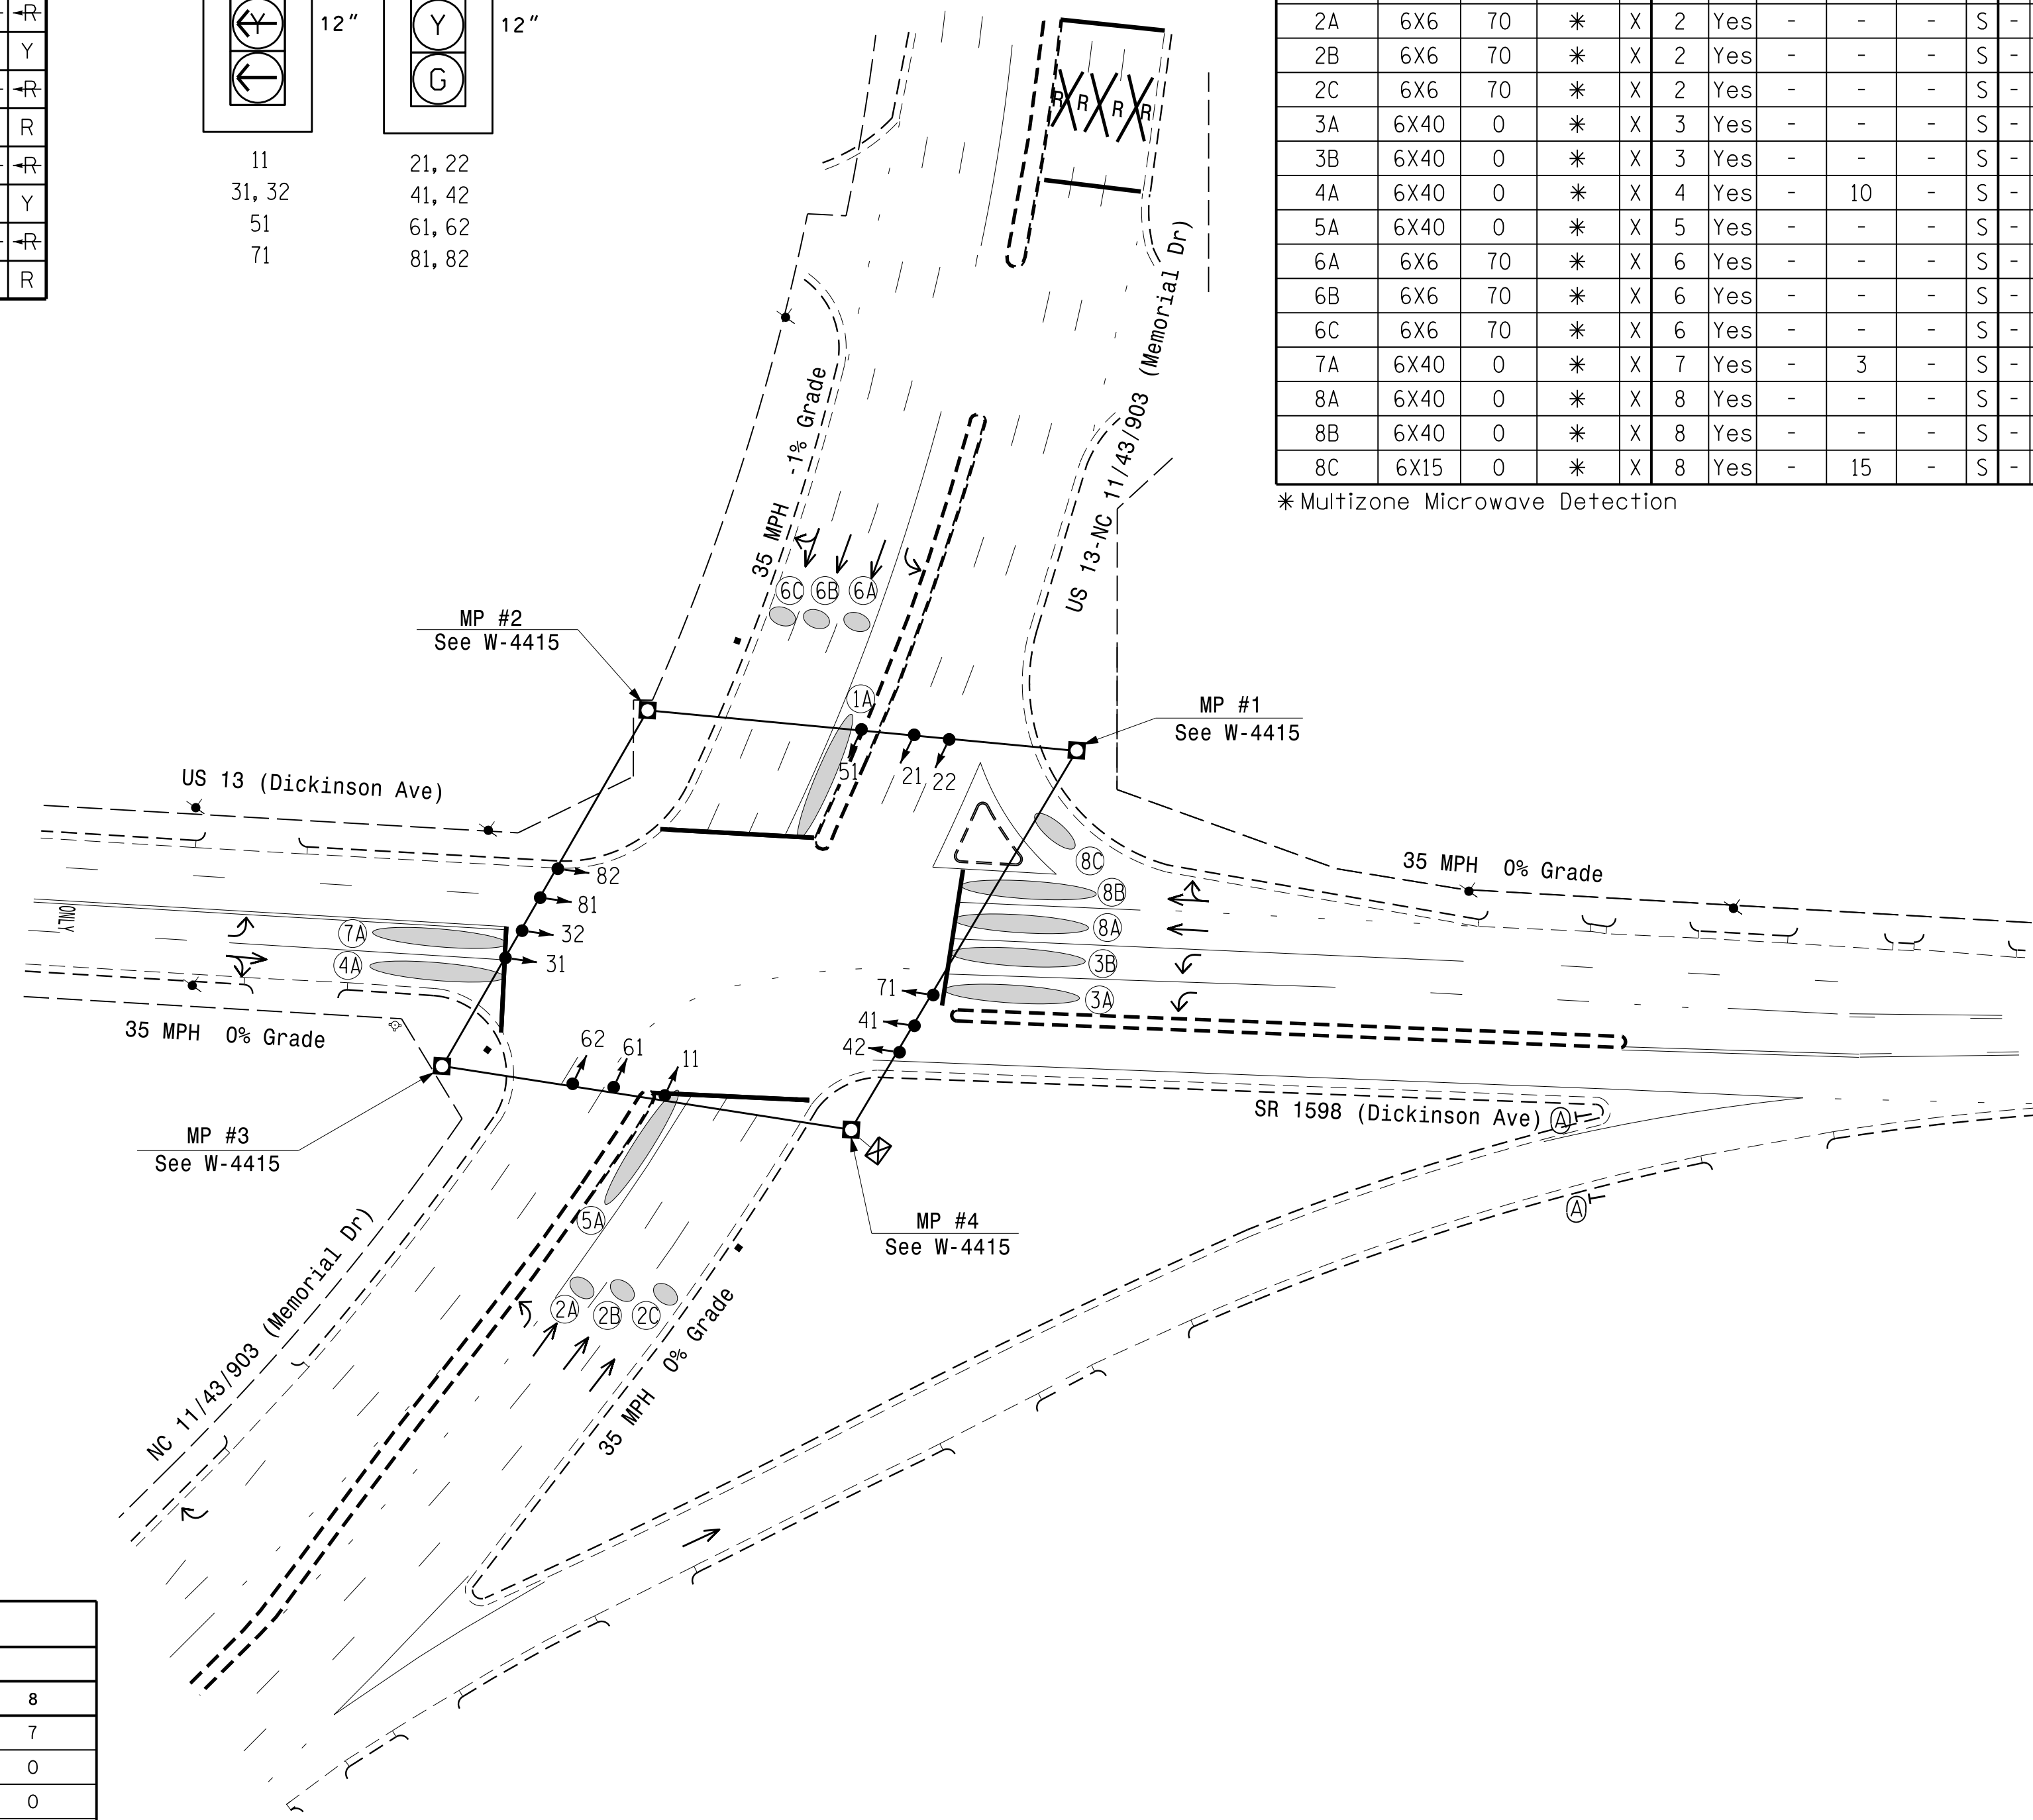 R
Y
R
R
R
Y
R
R
Y 12" Y 12"
G
11 21, 22
31, 32 41, 42
51 61, 62
71 81, 82
2A 6X6 70 * X 2 Yes - - - S -
2B 6X6 70 * X 2 Yes - - - S -
2C 6X6 70 * X 2 Yes - - - S -
3A 6X40 0 * X 3 Yes - - - S -
3B 6X40 0 * X 3 Yes - - - S -
4A 6X40 0 * X 4 Yes - 10 - S -
5A 6X40 0 * X 5 Yes - - - S -
6A 6X6 70 * X 6 Yes - - - S -
6B 6X6 70 * X 6 Yes - - - S -
6C 6X6 70 * X 6 Yes - - - S -
7A 6X40 0 * X 7 Yes - 3 - S -
8A 6X40 0 * X 8 Yes - - - S -
8B 6X40 0 * X 8 Yes - - - S -
8C 6X15 0 * X 8 Yes - 15 - S -
* Multizone Microwave Detection
R R R R
US 13-NC 11/43/903 (Memorial Dr)
35 MPH -1% Grade
6C 6B 6A
MP #2
See W-4415
1A
MP #1
See W-4415
51 21 22
US 13 (Dickinson Ave)
35 MPH 0% Grade
82
81
32
31
8C
8B
8A
3B
3A
ONLY
7A
4A
35 MPH 0% Grade
71
41
42
62 61 11
SR 1598 (Dickinson Ave)
A
A
MP #3
See W-4415
5A
MP #4
See W-4415
2A 2B 2C
NC 11/43/903 (Memorial Dr)
35 MPH 0% Grade
8
7
0
0